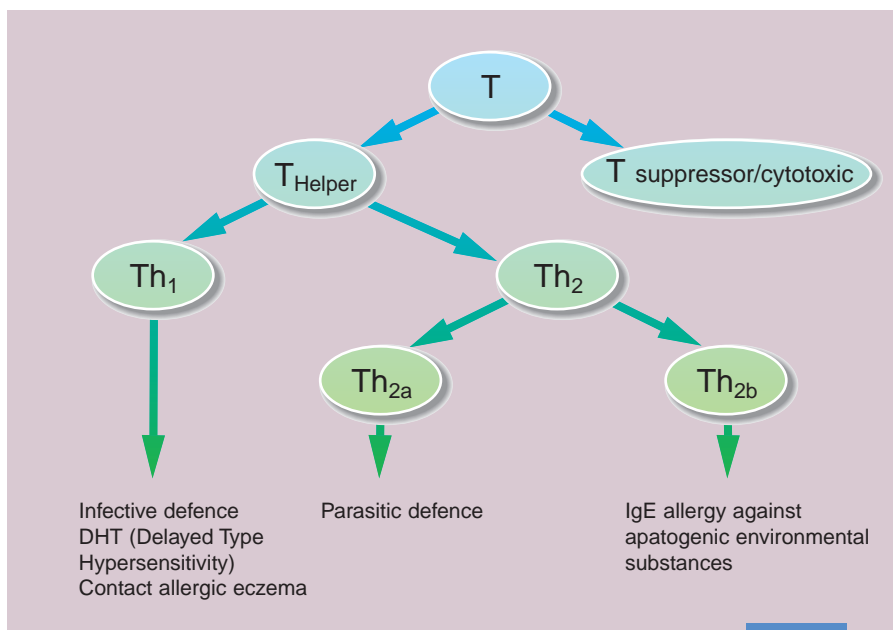 T
T Helper
T suppressor/cytotoxic
Th1
Th2
Th2a
Th2b
Infective defence
DHT (Delayed Type
Hypersensitivity)
Contact allergic eczema
Parasitic defence
IgE allergy against
apatogenic environmental
substances